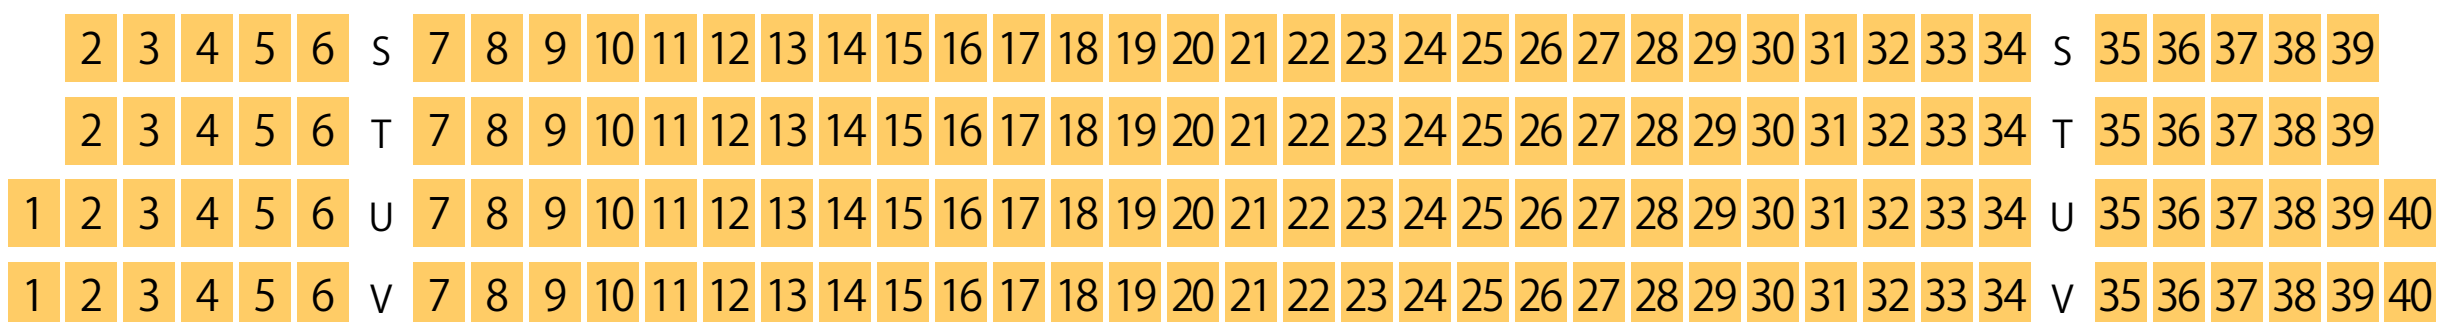 2 3 4 5 6 S 7 8 9 10 11 12 13 14 15 16 17 18 19 20 21 22 23 24 25 26 27 28 29 30 31 32 33 34 S 35 36 37 38 39
2 3 4 5 6 T 7 8 9 10 11 12 13 14 15 16 17 18 19 20 21 22 23 24 25 26 27 28 29 30 31 32 33 34 T 35 36 37 38 39
1 2 3 4 5 6 U 7 8 9 10 11 12 13 14 15 16 17 18 19 20 21 22 23 24 25 26 27 28 29 30 31 32 33 34 U 35 36 37 38 39 40
1 2 3 4 5 6 V 7 8 9 10 11 12 13 14 15 16 17 18 19 20 21 22 23 24 25 26 27 28 29 30 31 32 33 34 V 35 36 37 38 39 40